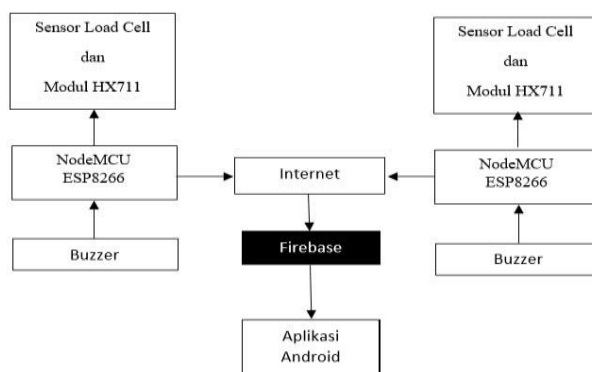 Sensor Load Cell
dan
Modul HX711
NodeMCU
ESP8266
Buzzer
Internet
Firebase
Aplikasi
Android
Sensor Load Cell
dan
Modul HX711
NodeMCU
ESP8266
Buzzer